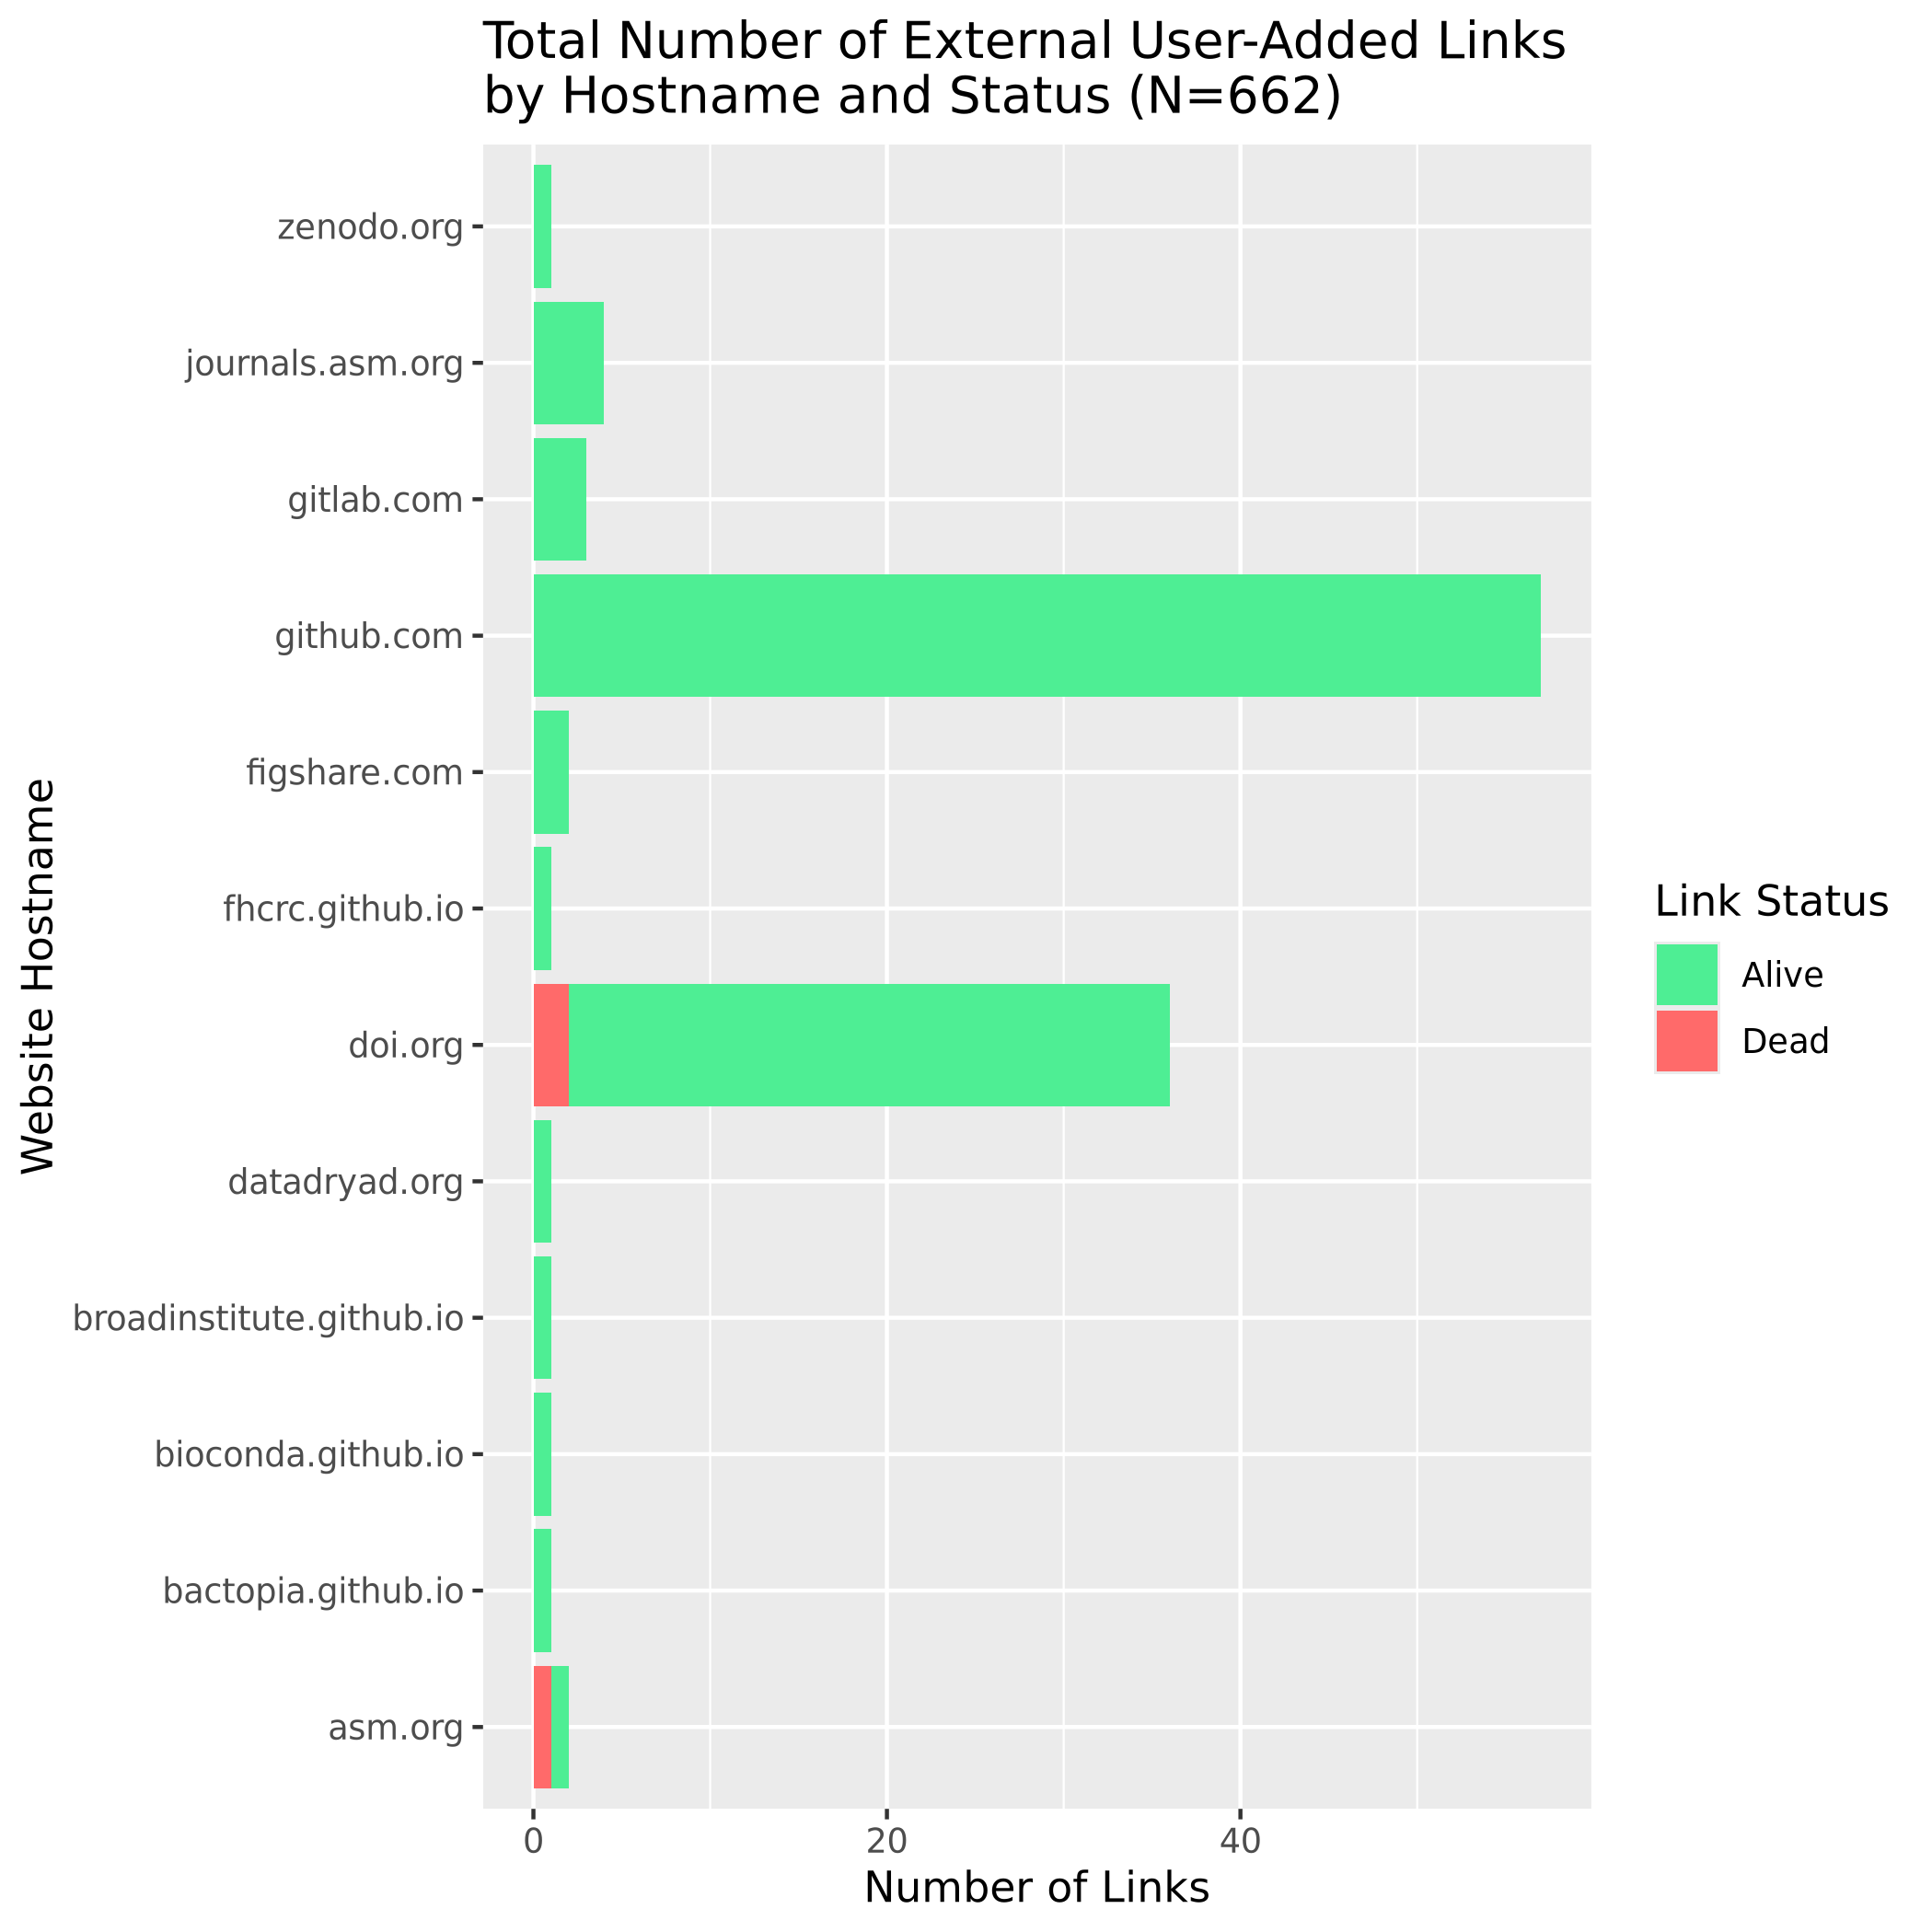 Total Number of External User-Added Links
by Hostname and Status (N=662)
Website Hostname
zenodo.org
journals.asm.org
gitlab.com
github.com
figshare.com
fhcrc.github.io
doi.org
datadryad.org
broadinstitute.github.io
bioconda.github.io
bactopia.github.io
asm.org
0 20 40
Number of Links
Link Status
Alive
Dead